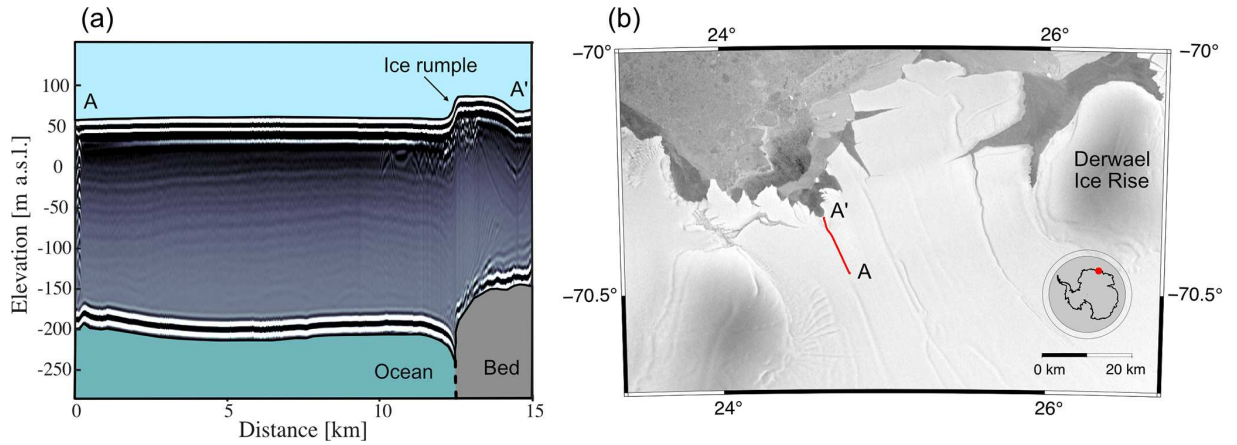 (a)
Ice rumple
A
A'
100
50
0
-50
-100
-150
-200
-250
Elevation [m a.s.l.]
Ocean
Bed
0
5
10
15
Distance [km]
(b)
24°
26°
−70°
−70°
Derwael
Ice Rise
A'
A
−70.5°
−70.5°
0 km
20 km
24°
26°